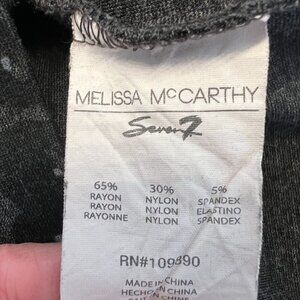 MELISSA McCARTHY
Seven7
65% 30% 5%
RAYON NYLON SPANDEX
RAYON NYLON ELASTINO
RAYONNE NYLON SPANDEX
RN#109390
MADE IN CHINA
HECHO EN CHINA